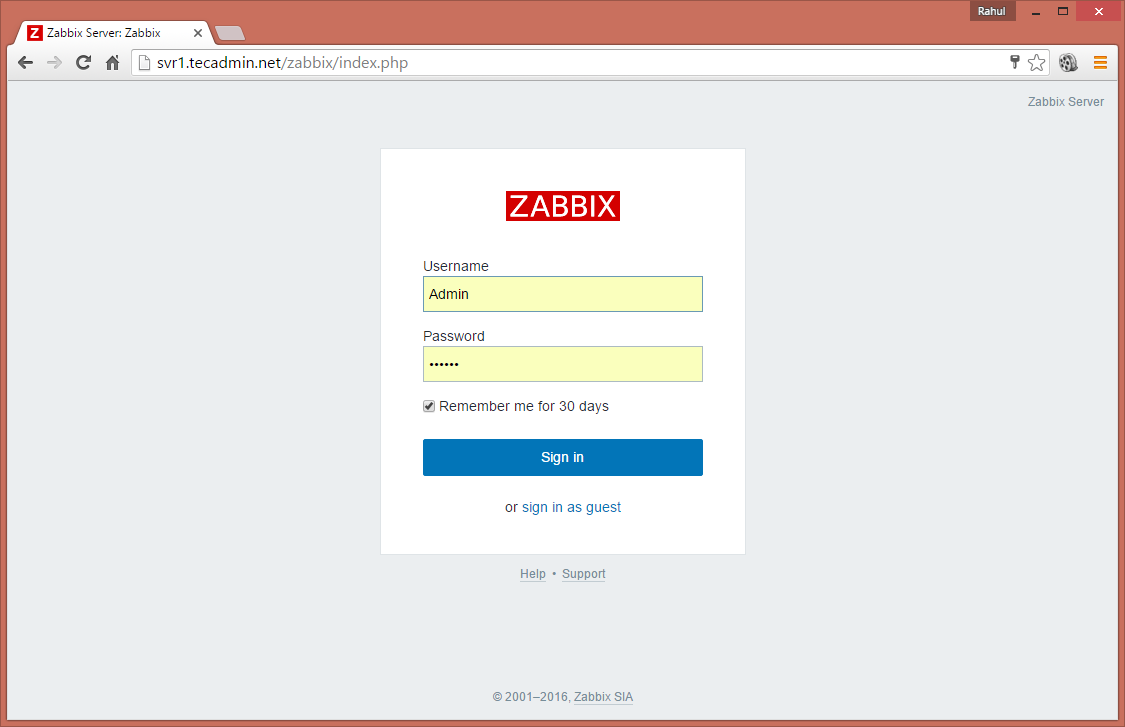 Rahul
Z Zabbix Server: Zabbix
svr1.tecadmin.net/zabbix/index.php
Zabbix Server
ZABBIX
Username
Admin
Password
••••••
Remember me for 30 days
Sign in
or sign in as guest
Help • Support
© 2001–2016, Zabbix SIA